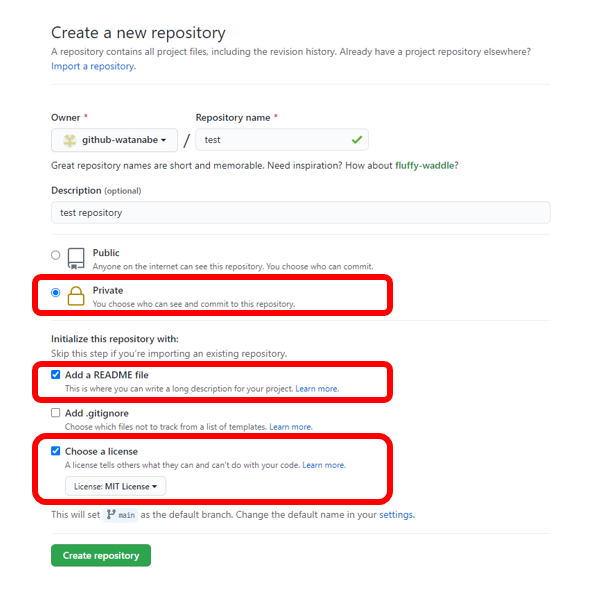 Create a new repository
A repository contains all project files, including the revision history. Already have a project repository elsewhere?
Import a repository.
Owner * Repository name *
github-watanabe / test
Great repository names are short and memorable. Need inspiration? How about fluffy-waddle?
Description (optional)
test repository
Public
Anyone on the internet can see this repository. You choose who can commit.
Private
You choose who can see and commit to this repository.
Initialize this repository with:
Skip this step if you're importing an existing repository.
Add a README file
This is where you can write a long description for your project. Learn more.
Add .gitignore
Choose which files not to track from a list of templates. Learn more.
Choose a license
A license tells others what they can and can't do with your code. Learn more.
License: MIT License
This will set main as the default branch. Change the default name in your settings.
Create repository